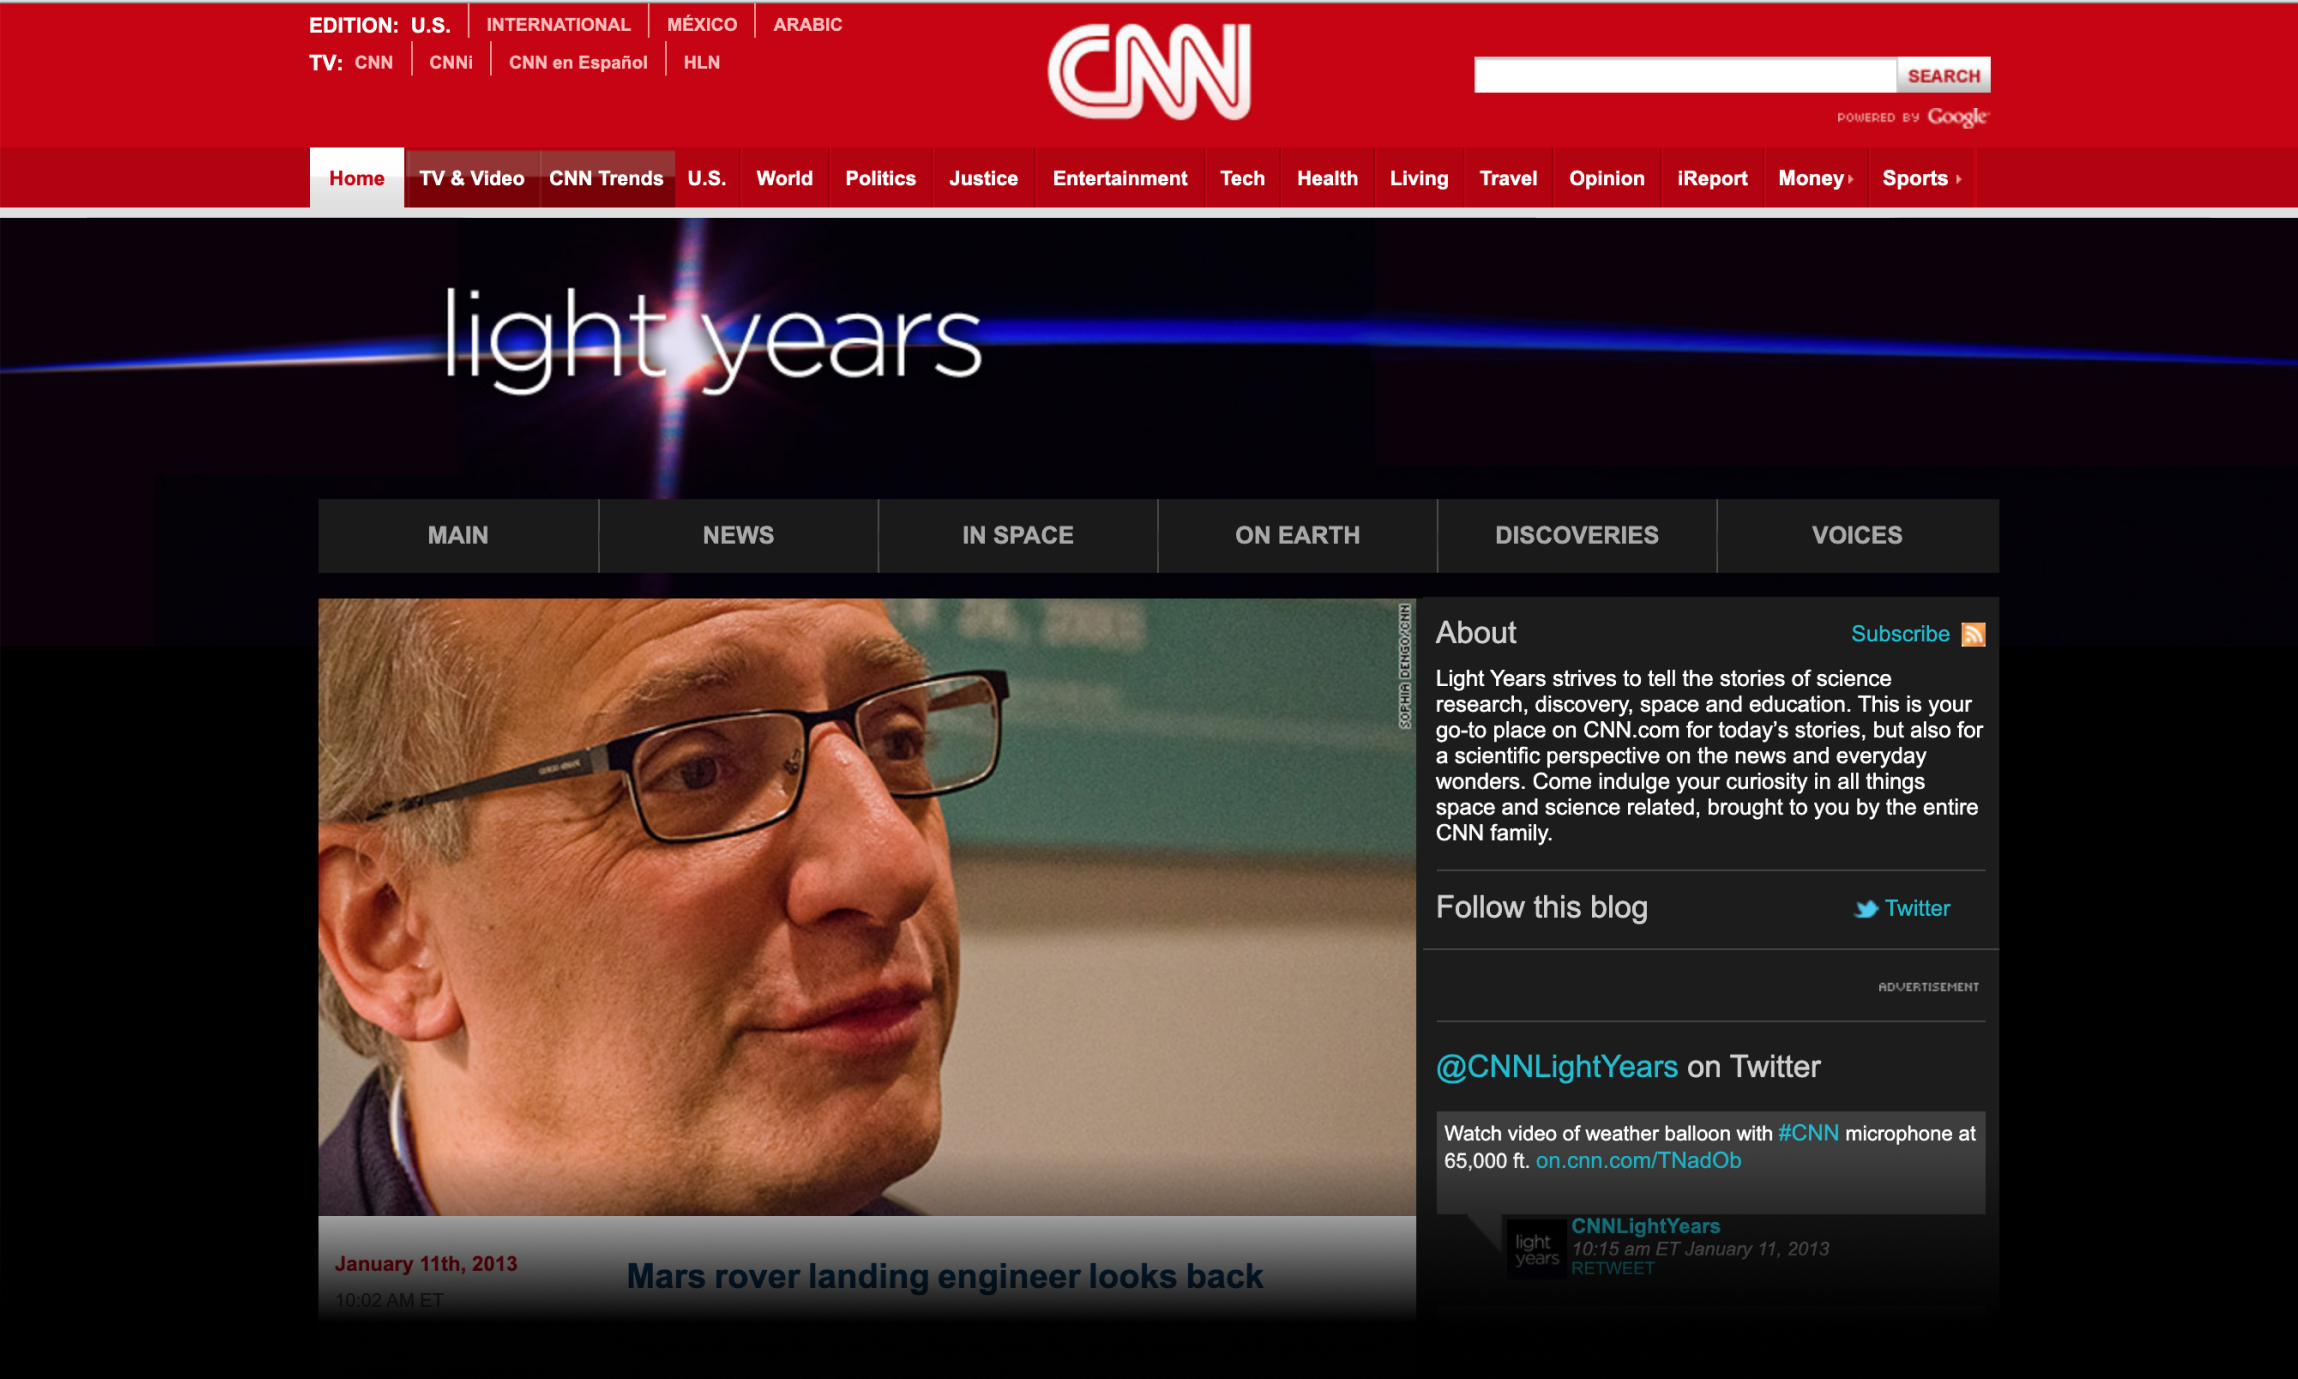 EDITION: U.S. INTERNATIONAL MÉXICO ARABIC
TV: CNN CNNi CNN en Español HLN
CNN
SEARCH
POWERED BY Google
Home TV & Video CNN Trends U.S. World Politics Justice Entertainment Tech Health Living Travel Opinion iReport Money Sports
light years
MAIN NEWS IN SPACE ON EARTH DISCOVERIES VOICES
SOPHIA DENGO/CNN
GIORGIO ARMANI
About
Subscribe
Light Years strives to tell the stories of science
research, discovery, space and education. This is your
go-to place on CNN.com for today’s stories, but also for
a scientific perspective on the news and everyday
wonders. Come indulge your curiosity in all things
space and science related, brought to you by the entire
CNN family.
Follow this blog
Twitter
ADVERTISEMENT
@CNNLightYears on Twitter
Watch video of weather balloon with #CNN microphone at
65,000 ft. on.cnn.com/TNadOb
light
years
CNNLightYears
10:15 am ET January 11, 2013
RETWEET
January 11th, 2013
10:02 AM ET
Mars rover landing engineer looks back